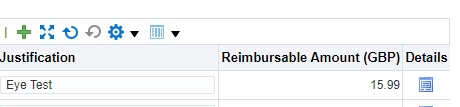 Justification Reimbursable Amount (GBP) Details
Eye Test 15.99